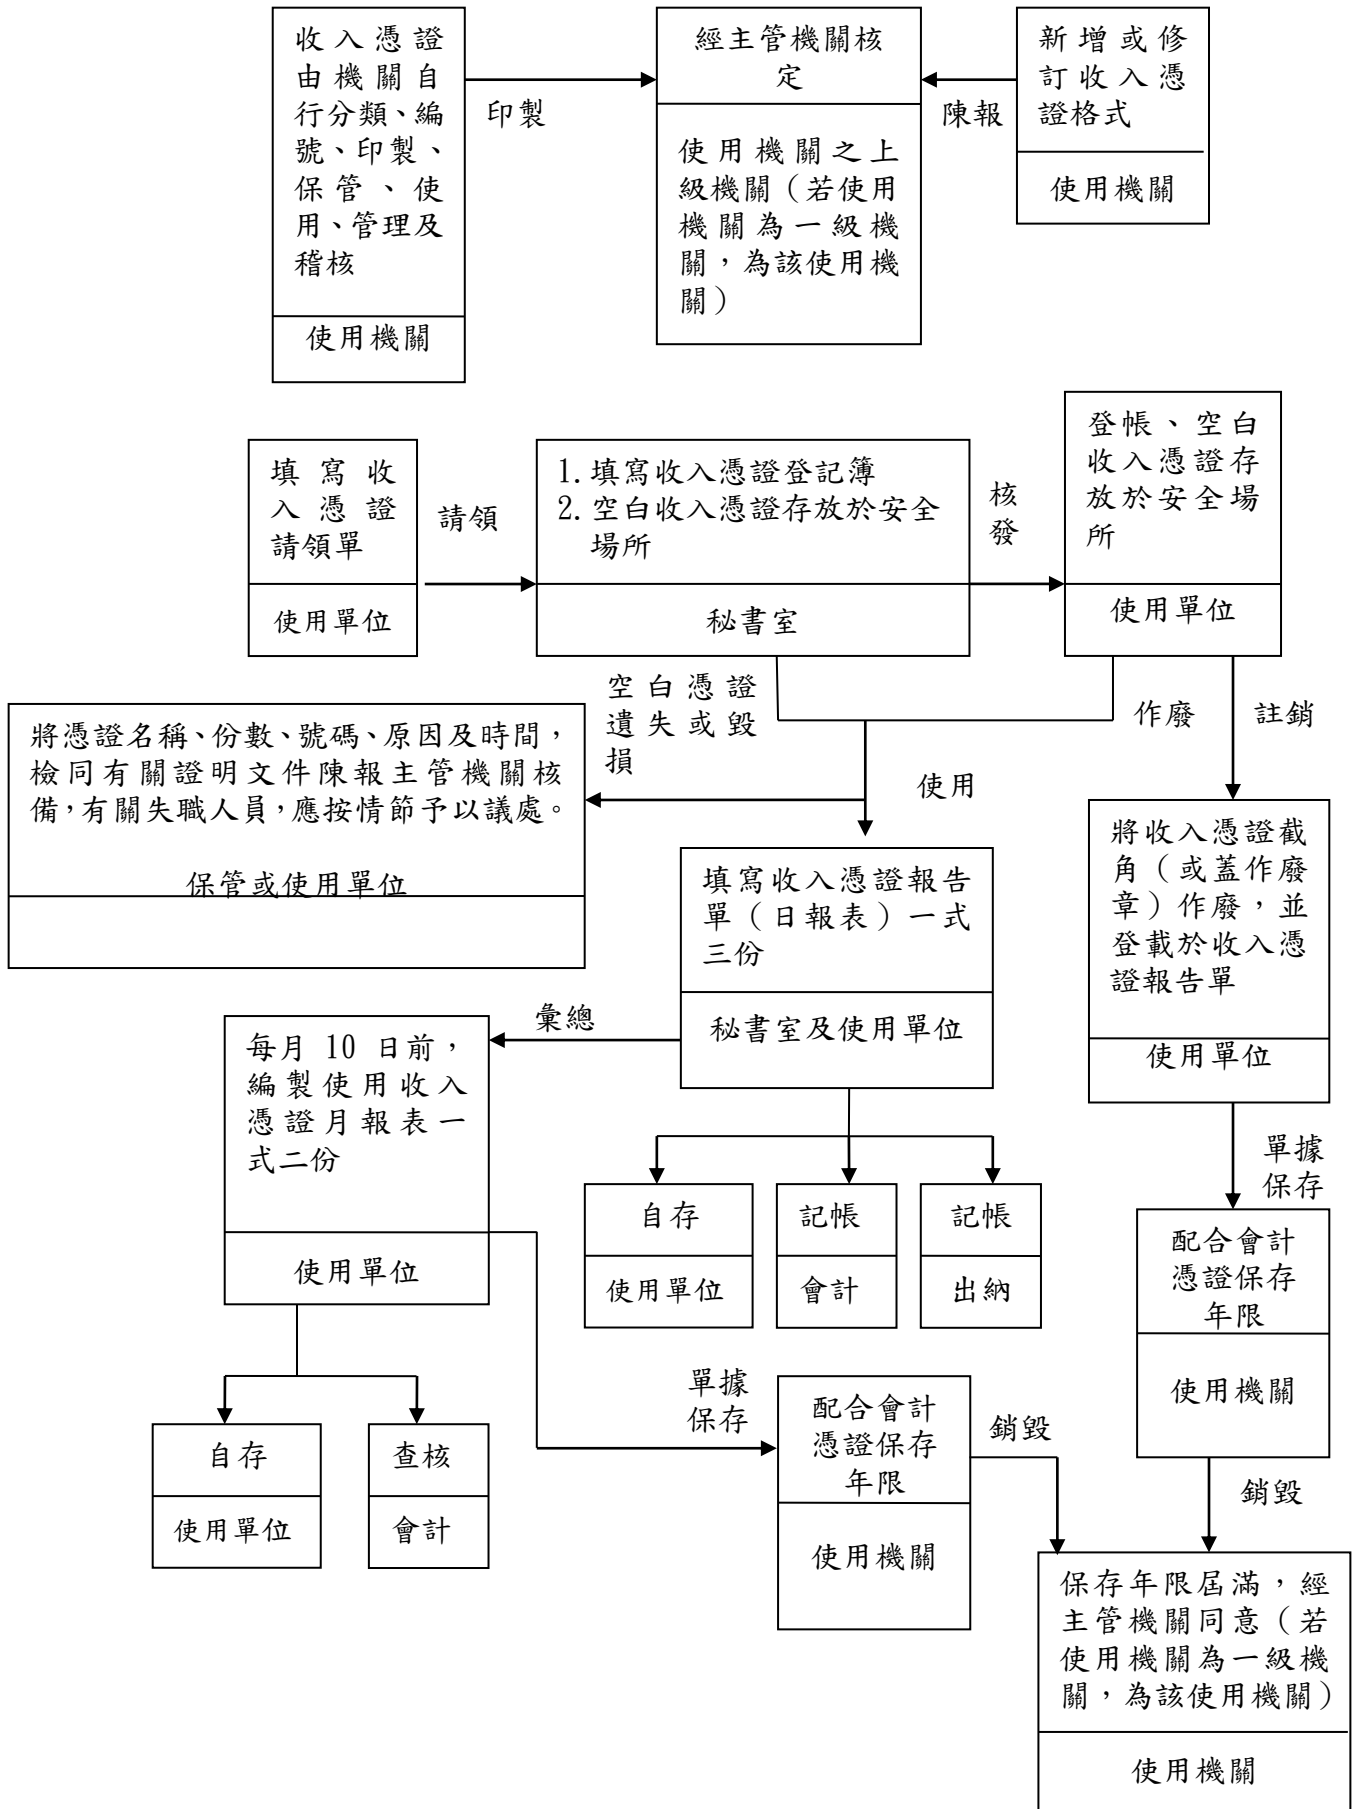 收入憑證
由機關自
行分類、編
號、印製、
保管、使
用、管理及
稽核
使用機關
印製
經主管機關核
定
使用機關之上
級機關（若使用
機關為一級機
關，為該使用機
關）
陳報
新增或修
訂收入憑
證格式
使用機關
填寫收
入憑證
請領單
使用單位
請領
1.填寫收入憑證登記簿
2.空白收入憑證存放於安全
場所
秘書室
核
發
登帳、空白
收入憑證存
放於安全場
所
使用單位
空白憑證
遺失或毀
損
作廢
註銷
將憑證名稱、份數、號碼、原因及時間，
檢同有關證明文件陳報主管機關核
備，有關失職人員，應按情節予以議處。
保管或使用單位
使用
填寫收入憑證報告
單（日報表）一式
三份
秘書室及使用單位
將收入憑證截
角（或蓋作廢
章）作廢，並
登載於收入憑
證報告單
使用單位
彙總
每月 10 日前，
編製使用收入
憑證月報表一
式二份
使用單位
自存
使用單位
記帳
會計
記帳
出納
單據
保存
配合會計
憑證保存
年限
使用機關
自存
使用單位
查核
會計
單據
保存
配合會計
憑證保存
年限
使用機關
銷毀
銷毀
保存年限屆滿，經
主管機關同意（若
使用機關為一級機
關，為該使用機關）
使用機關